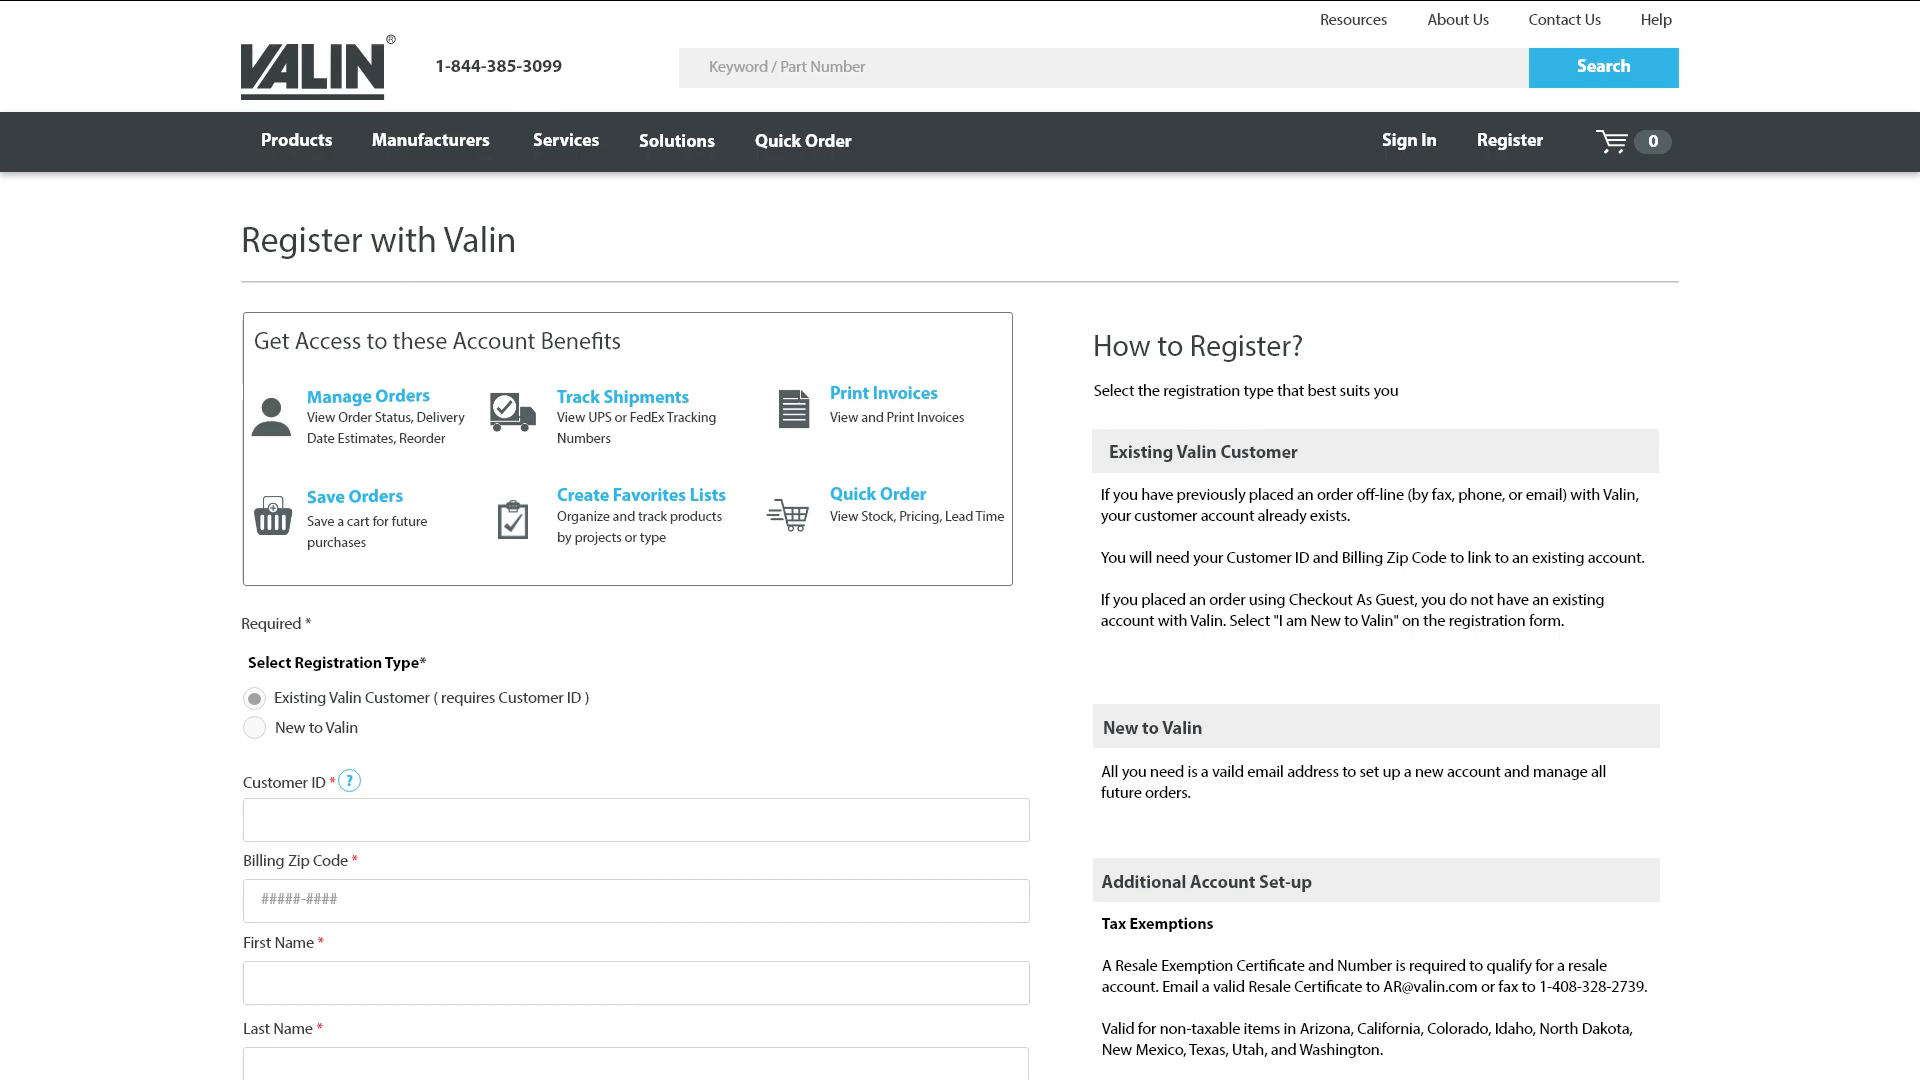 Resources About Us Contact Us Help
VALIN®
1-844-385-3099
Keyword / Part Number
Search
Products Manufacturers Services Solutions Quick Order Sign In Register 0
Register with Valin
Get Access to these Account Benefits
Manage Orders
View Order Status, Delivery
Date Estimates, Reorder
Track Shipments
View UPS or FedEx Tracking
Numbers
Print Invoices
View and Print Invoices
Save Orders
Save a cart for future
purchases
Create Favorites Lists
Organize and track products
by projects or type
Quick Order
View Stock, Pricing, Lead Time
Required *
Select Registration Type*
Existing Valin Customer ( requires Customer ID )
New to Valin
Customer ID * ?
Billing Zip Code *
#####-####
First Name *
Last Name *
How to Register?
Select the registration type that best suits you
Existing Valin Customer
If you have previously placed an order off-line (by fax, phone, or email) with Valin,
your customer account already exists.
You will need your Customer ID and Billing Zip Code to link to an existing account.
If you placed an order using Checkout As Guest, you do not have an existing
account with Valin. Select "I am New to Valin" on the registration form.
New to Valin
All you need is a vaild email address to set up a new account and manage all
future orders.
Additional Account Set-up
Tax Exemptions
A Resale Exemption Certificate and Number is required to qualify for a resale
account. Email a valid Resale Certificate to AR@valin.com or fax to 1-408-328-2739.
Valid for non-taxable items in Arizona, California, Colorado, Idaho, North Dakota,
New Mexico, Texas, Utah, and Washington.